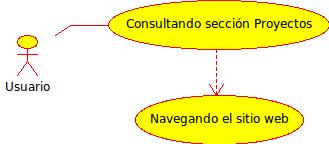 Consultando sección Proyectos
Usuario
Navegando el sitio web